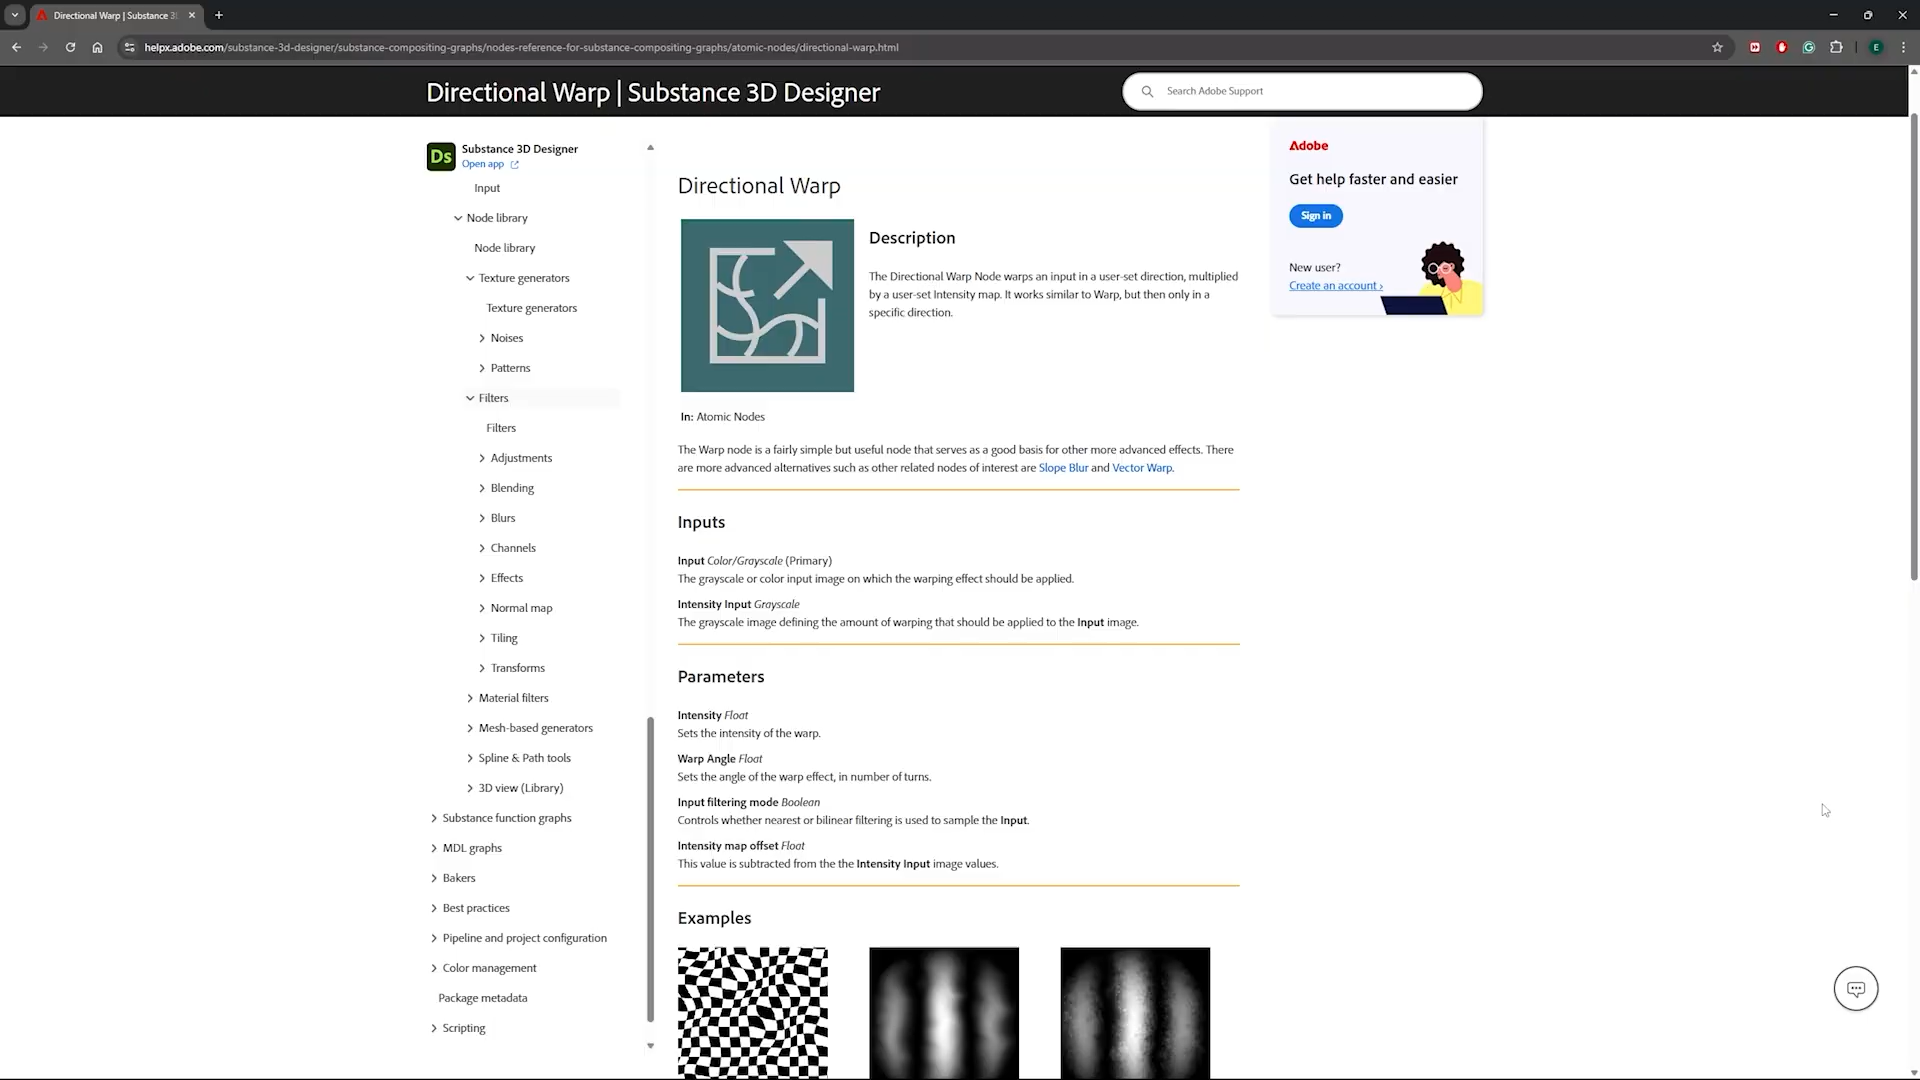 Directional Warp | Substance 3D
helpx.adobe.com/substance-3d-designer/substance-compositing-graphs/nodes-reference-for-substance-compositing-graphs/atomic-nodes/directional-warp.html
E
Directional Warp | Substance 3D Designer
Search Adobe Support
Ds
Substance 3D Designer
Open app
Input
Node library
Node library
Texture generators
Texture generators
Noises
Patterns
Filters
Filters
Adjustments
Blending
Blurs
Channels
Effects
Normal map
Tiling
Transforms
Material filters
Mesh-based generators
Spline & Path tools
3D view (Library)
Substance function graphs
MDL graphs
Bakers
Best practices
Pipeline and project configuration
Color management
Package metadata
Scripting
Directional Warp
Description
The Directional Warp Node warps an input in a user-set direction, multiplied
by a user-set Intensity map. It works similar to Warp, but then only in a
specific direction.
In: Atomic Nodes
The Warp node is a fairly simple but useful node that serves as a good basis for other more advanced effects. There
are more advanced alternatives such as other related nodes of interest are Slope Blur and Vector Warp.
Inputs
Input Color/Grayscale (Primary)
The grayscale or color input image on which the warping effect should be applied.
Intensity Input Grayscale
The grayscale image defining the amount of warping that should be applied to the Input image.
Parameters
Intensity Float
Sets the intensity of the warp.
Warp Angle Float
Sets the angle of the warp effect, in number of turns.
Input filtering mode Boolean
Controls whether nearest or bilinear filtering is used to sample the Input.
Intensity map offset Float
This value is subtracted from the the Intensity Input image values.
Examples
Adobe
Get help faster and easier
Sign in
New user?
Create an account ›